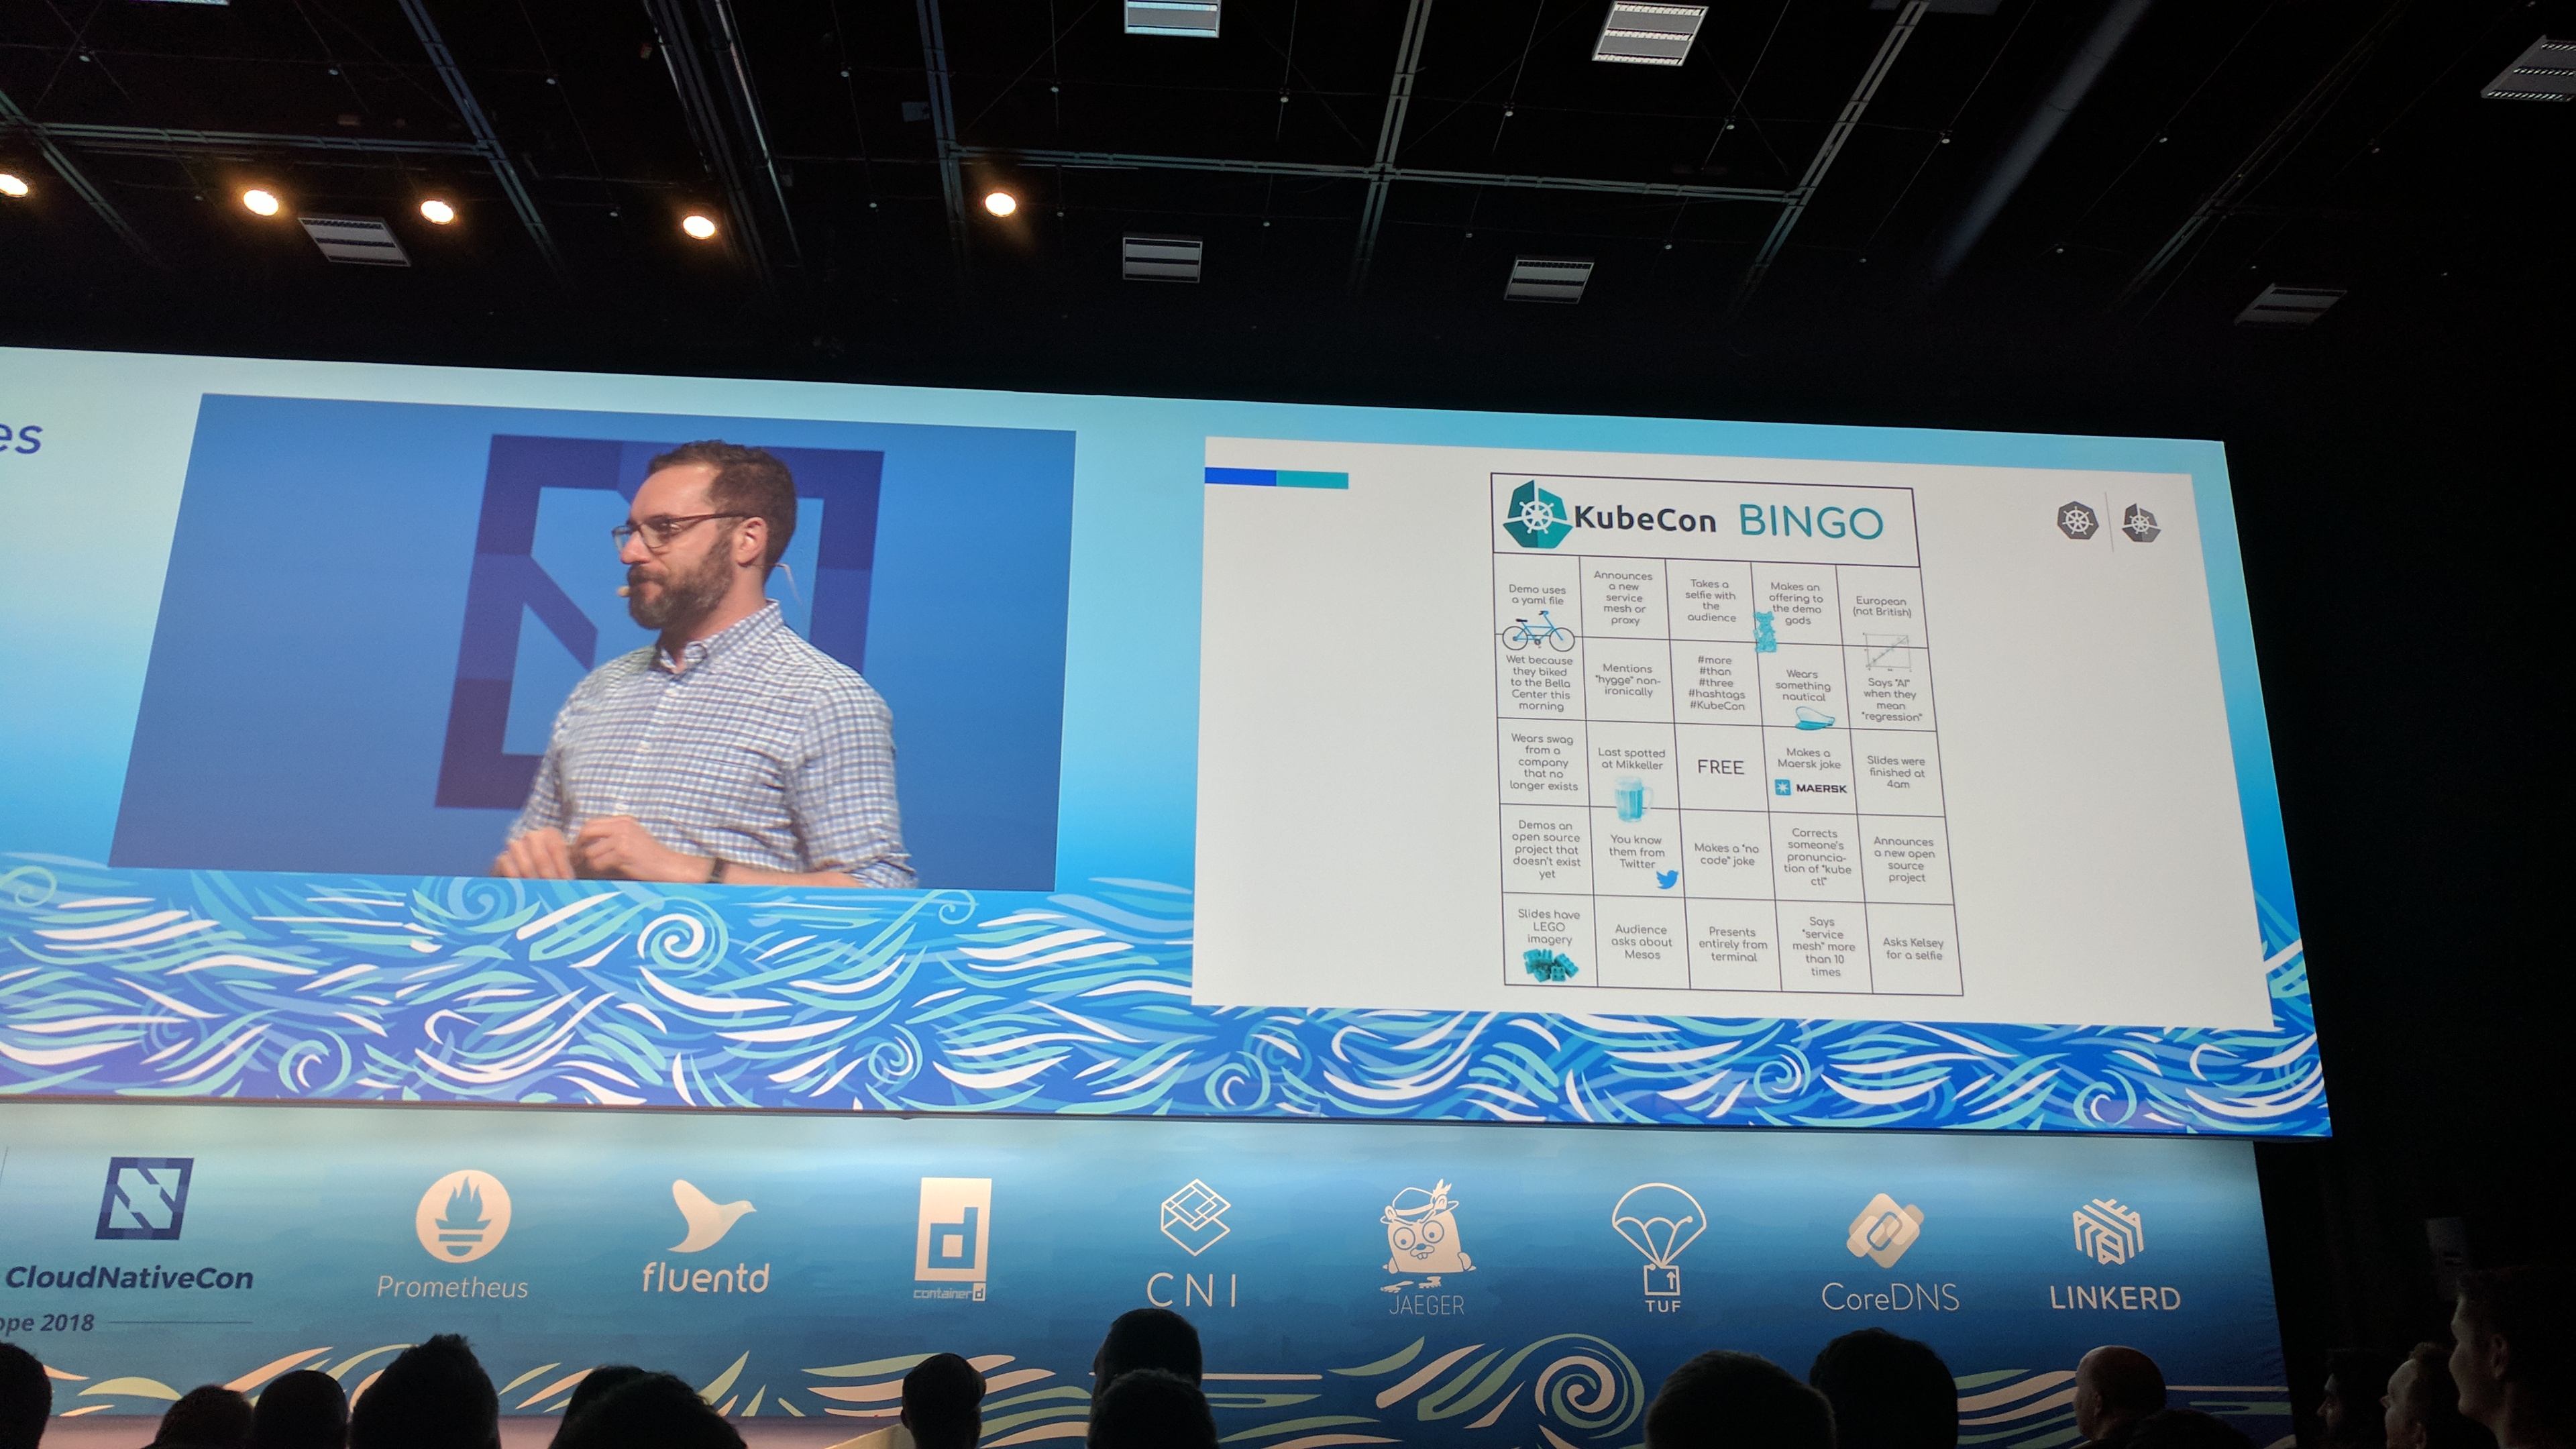 es
KubeCon BINGO
Demo uses
a yaml file
Announces
a new
service
mesh or
proxy
Takes a
selfie with
the
audience
Makes an
offering to
the demo
gods
European
(not British)
Wet because
they biked
to the Bella
Center this
morning
Mentions
"hygge" non-
ironically
#more
#than
#three
#hashtags
#KubeCon
Wears
something
nautical
Says "AI"
when they
mean
"regression"
Wears swag
from a
company
that no
longer exists
Last spotted
at Mikkeller
FREE
Makes a
Maersk joke
MAERSK
Slides were
finished at
4am
Demos an
open source
project that
doesn't exist
yet
You know
them from
Twitter
Makes a "no
code" joke
Corrects
someone's
pronuncia-
tion of "kube
ctl"
Announces
a new open
source
project
Slides have
LEGO
imagery
Audience
asks about
Mesos
Presents
entirely from
terminal
Says
"service
mesh" more
than 10
times
Asks Kelsey
for a selfie
CloudNativeCon
ope 2018
Prometheus
fluentd
d
containerd
CNI
JAEGER
TUF
CoreDNS
LINKERD